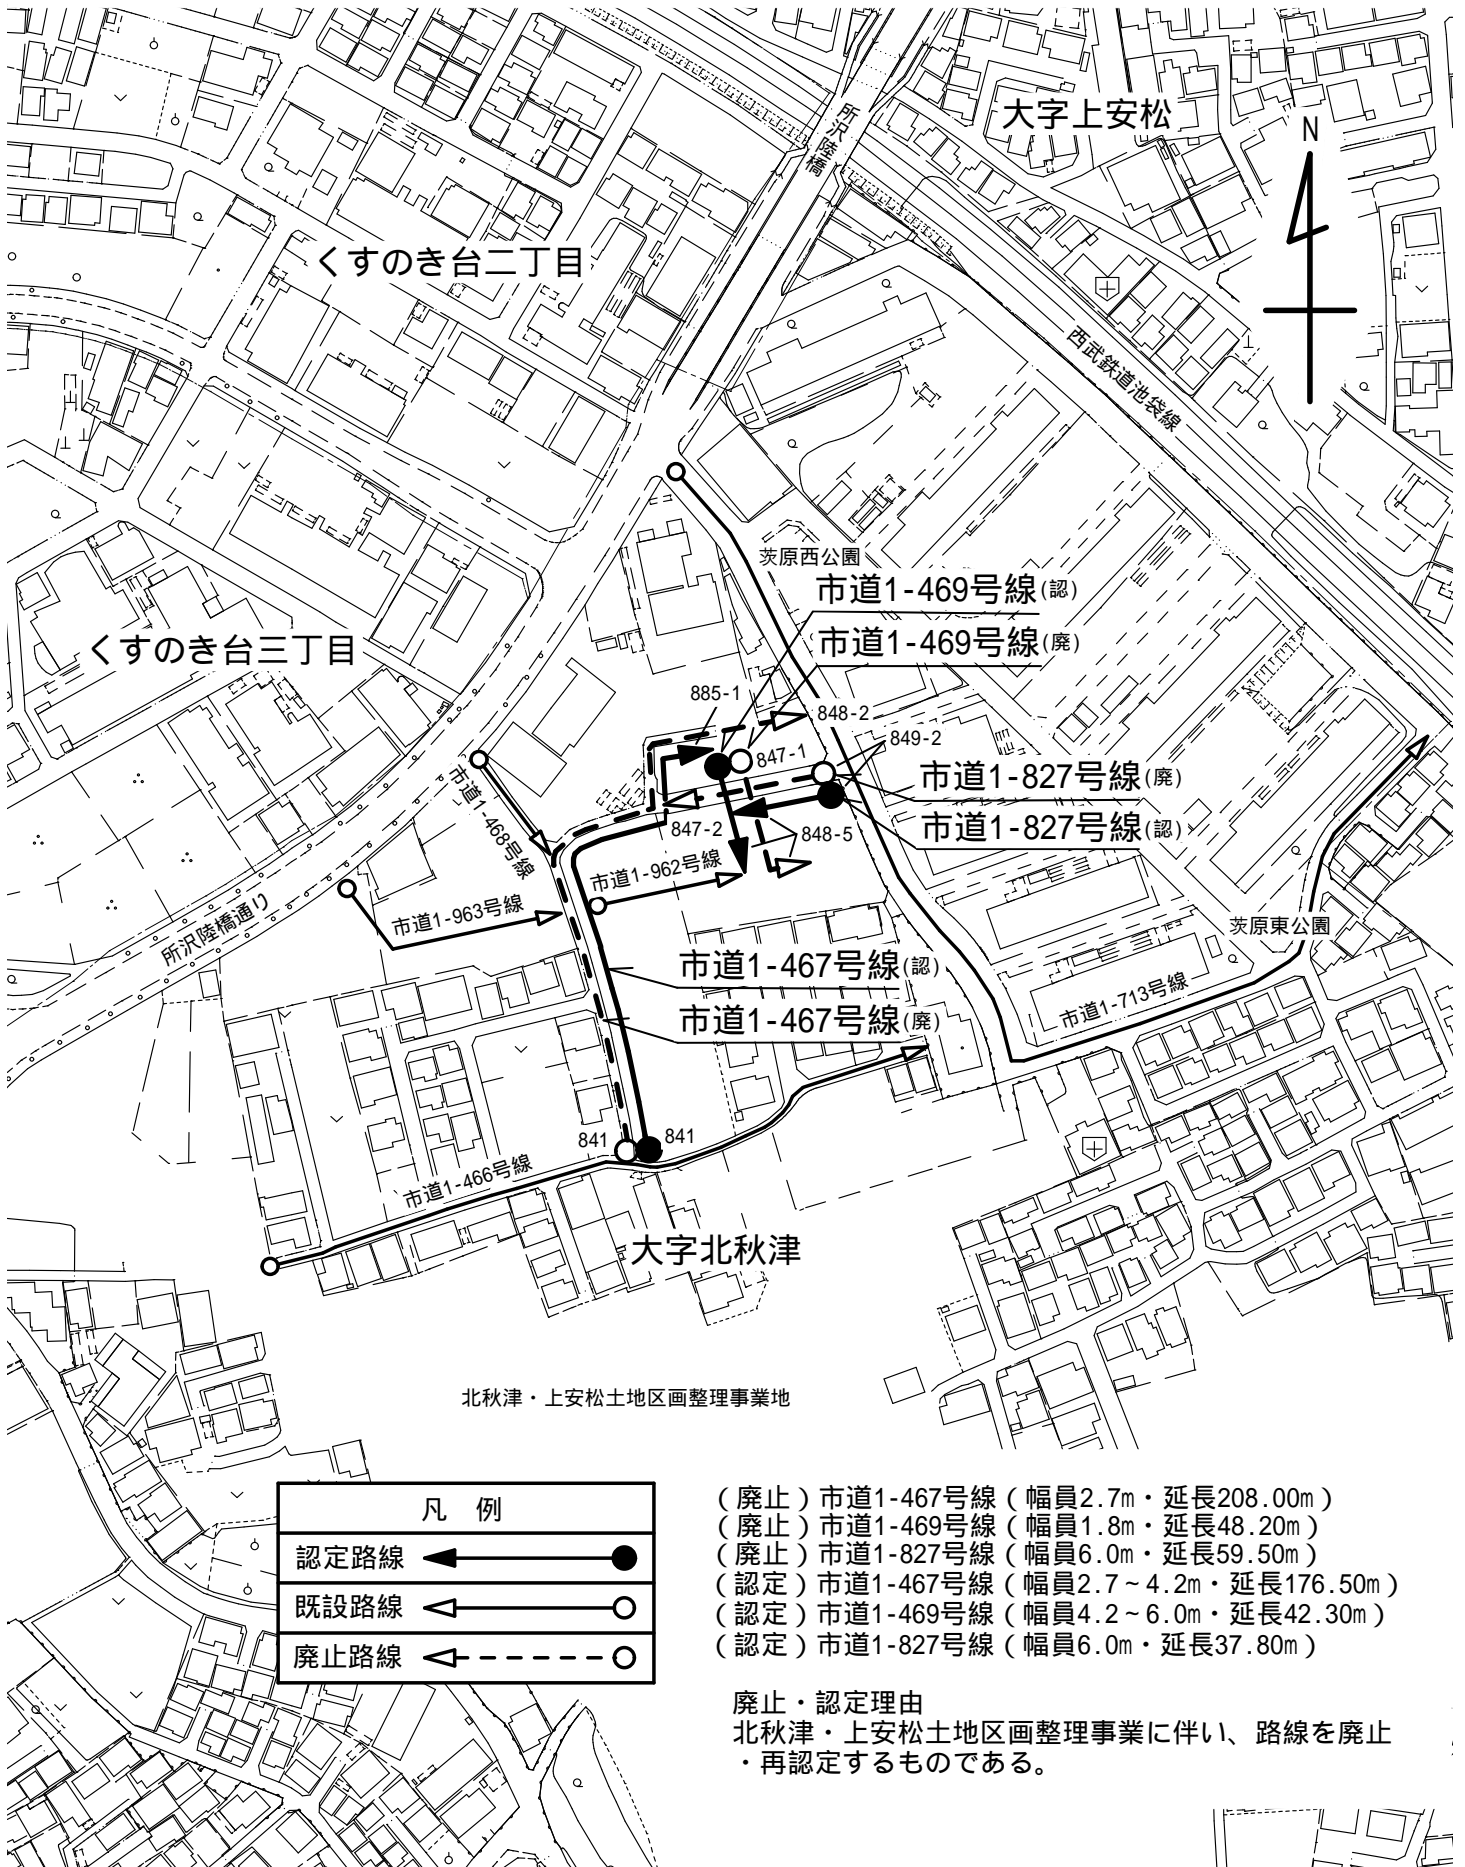 大字上安松
N
所沢陸橋
くすのき台二丁目
西武鉄道池袋線
茨原西公園
市道1-469号線(認)
市道1-469号線(廃)
くすのき台三丁目
885-1
848-2
849-2
847-1
市道1-827号線(廃)
市道1-468号線
847-2
848-5
市道1-827号線(認)
市道1-962号線
市道1-963号線
所沢陸橋通り
茨原東公園
市道1-467号線(認)
市道1-713号線
市道1-467号線(廃)
841
841
市道1-466号線
大字北秋津
北秋津・上安松土地区画整理事業地
凡 例
認定路線
既設路線
廃止路線
(廃止)市道1-467号線(幅員2.7m・延長208.00m)
(廃止)市道1-469号線(幅員1.8m・延長48.20m)
(廃止)市道1-827号線(幅員6.0m・延長59.50m)
(認定)市道1-467号線(幅員2.7~4.2m・延長176.50m)
(認定)市道1-469号線(幅員4.2~6.0m・延長42.30m)
(認定)市道1-827号線(幅員6.0m・延長37.80m)
廃止・認定理由
北秋津・上安松土地区画整理事業に伴い、路線を廃止
・再認定するものである。